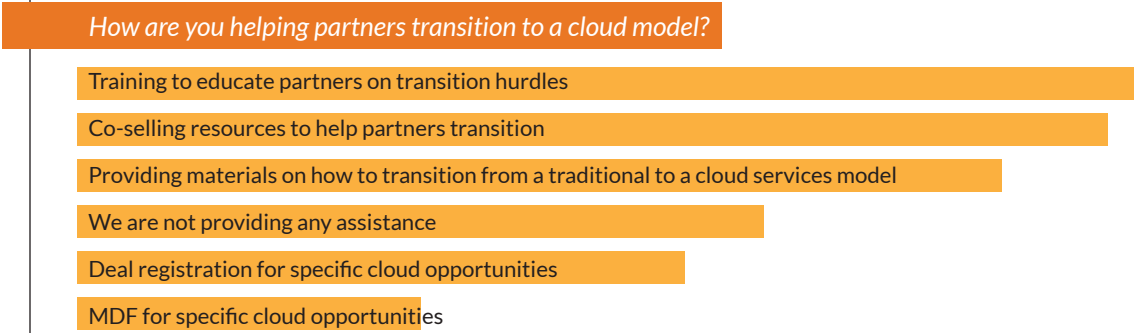 How are you helping partners transition to a cloud model?
Training to educate partners on transition hurdles
Co-selling resources to help partners transition
Providing materials on how to transition from a traditional to a cloud services model
We are not providing any assistance
Deal registration for specific cloud opportunities
MDF for specific cloud opportunities